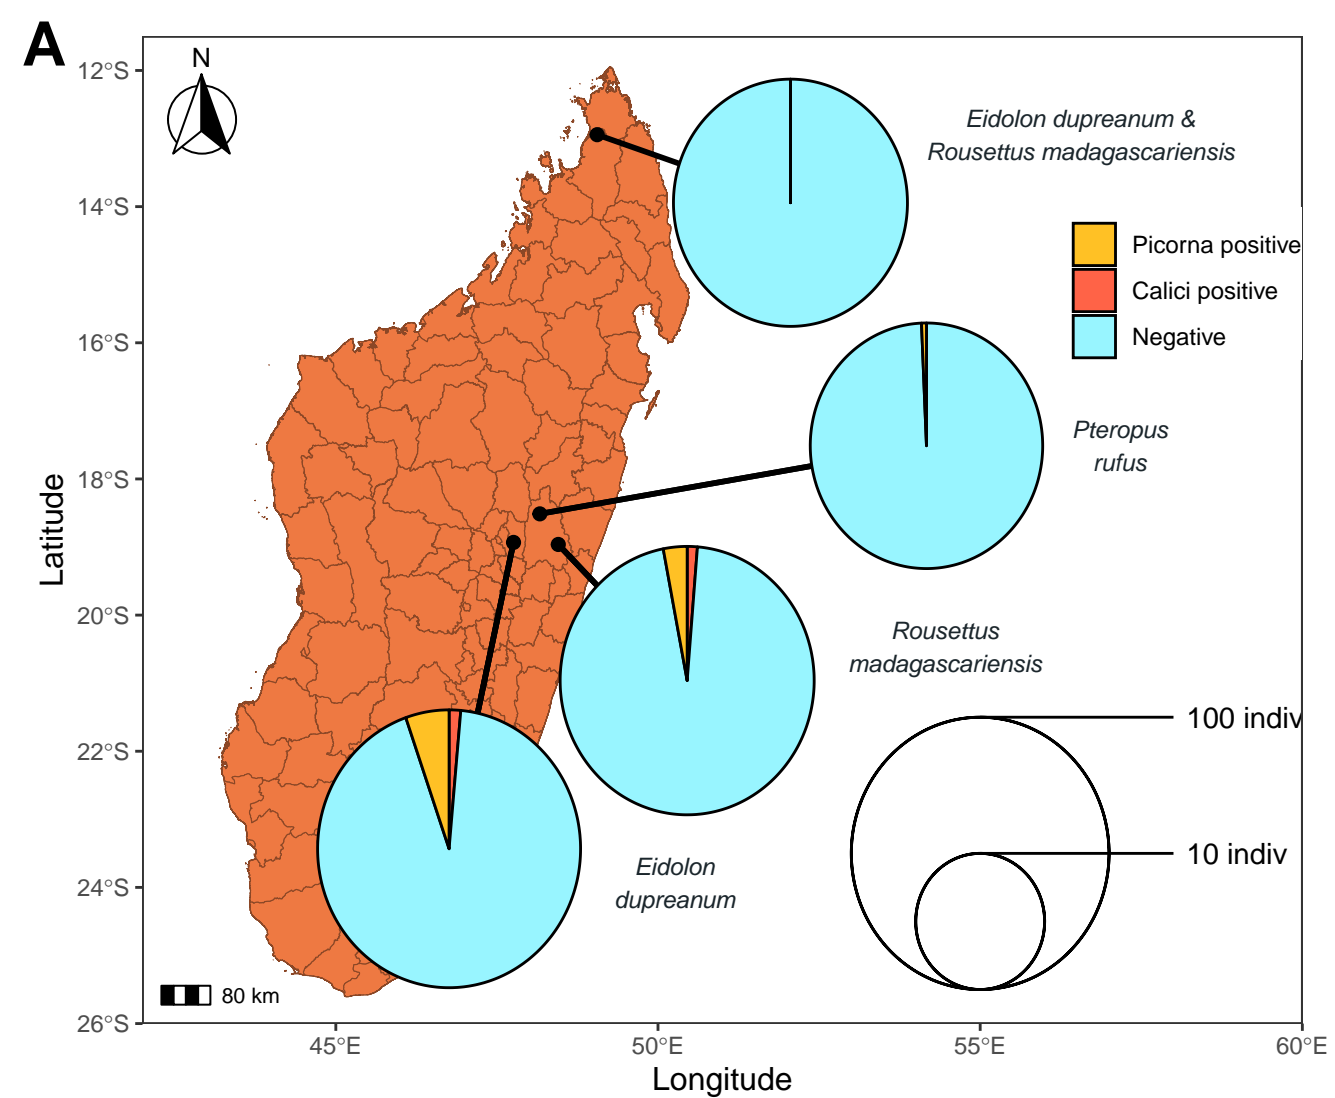 A
N
12°S
14°S
16°S
18°S
20°S
22°S
24°S
26°S
Latitude
Eidolon dupreanum &
Rousettus madagascariensis
Picorna positive
Calici positive
Negative
Pteropus
rufus
Rousettus
madagascariensis
Eidolon
dupreanum
100 indiv
10 indiv
80 km
45°E
50°E
55°E
60°E
Longitude